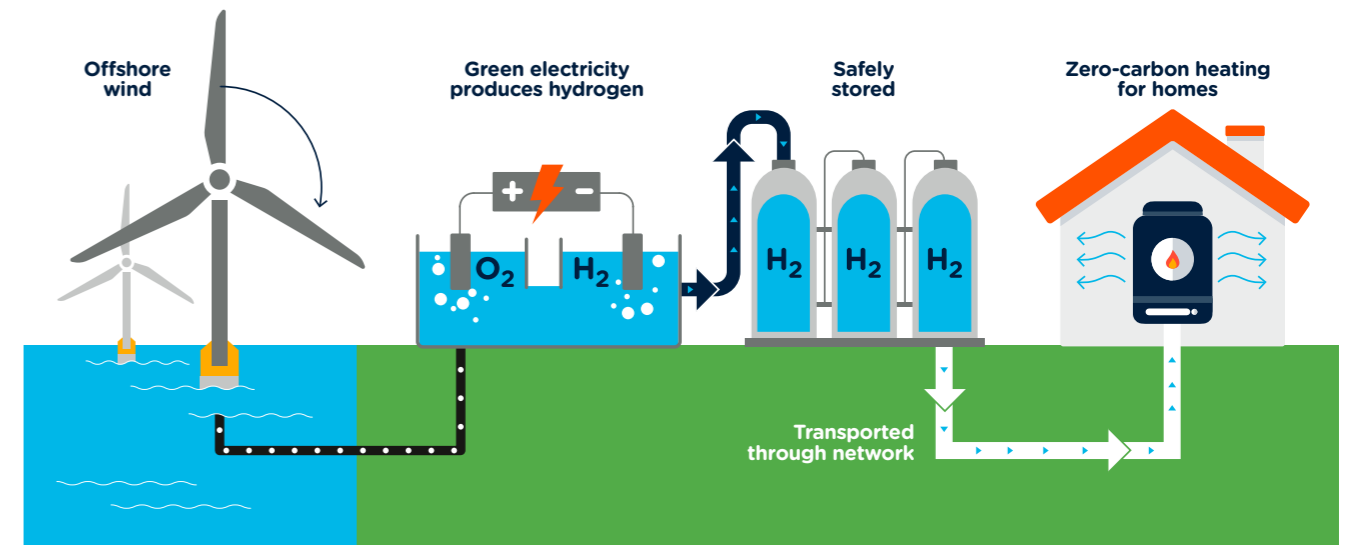 Offshore
wind
Green electricity
produces hydrogen
Safely
stored
Zero-carbon heating
for homes
+ −
O₂ H₂
H₂ H₂ H₂
Transported
through network